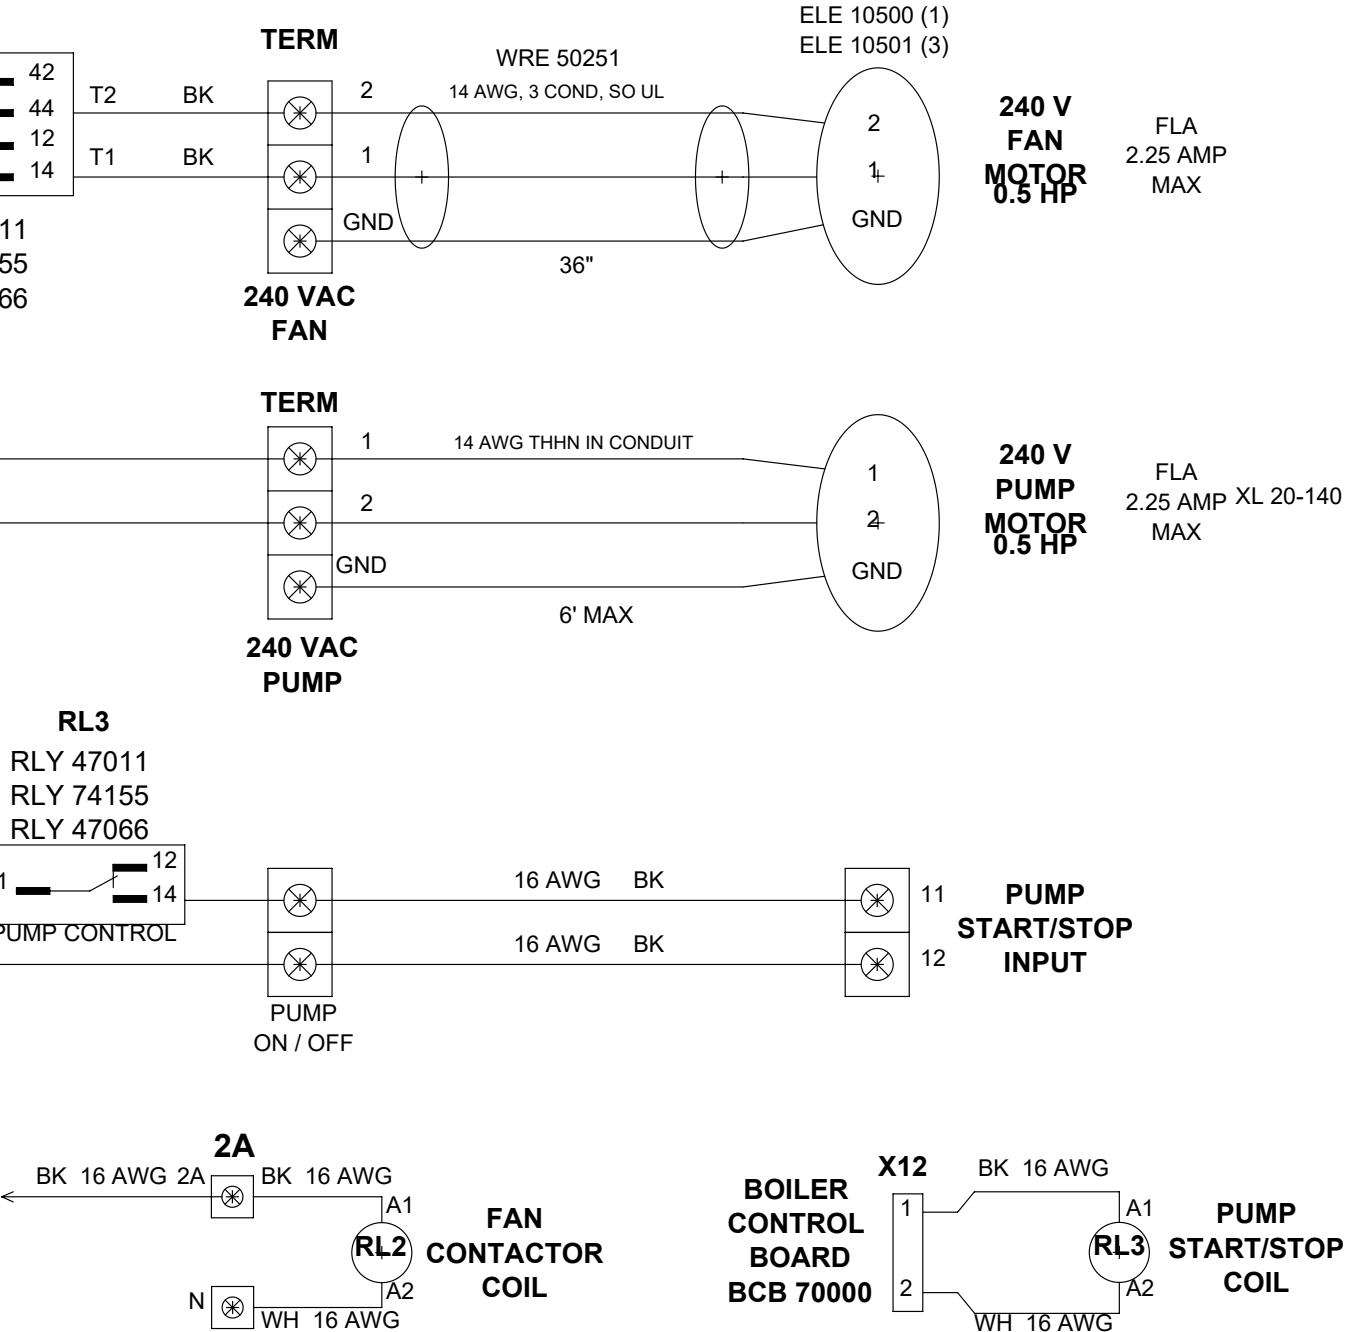 ELE 10500 (1)
ELE 10501 (3)
TERM
WRE 50251
14 AWG, 3 COND, SO UL
42
44
12
14
T2 BK
T1 BK
2
1
GND
36"
2
1
GND
240 V
FAN
MOTOR
0.5 HP
FLA
2.25 AMP
MAX
11
55
66
240 VAC
FAN
TERM
1
2
GND
14 AWG THHN IN CONDUIT
6' MAX
1
2
GND
240 V
PUMP
MOTOR
0.5 HP
FLA
2.25 AMP
MAX
XL 20-140
240 VAC
PUMP
RL3
RLY 47011
RLY 74155
RLY 47066
1
12
14
PUMP CONTROL
16 AWG BK
16 AWG BK
PUMP
ON / OFF
11
12
PUMP
START/STOP
INPUT
2A
BK 16 AWG 2A
BK 16 AWG
A1
RL2
A2
N
WH 16 AWG
FAN
CONTACTOR
COIL
BOILER
CONTROL
BOARD
BCB 70000
X12
1
2
BK 16 AWG
A1
RL3
A2
WH 16 AWG
PUMP
START/STOP
COIL